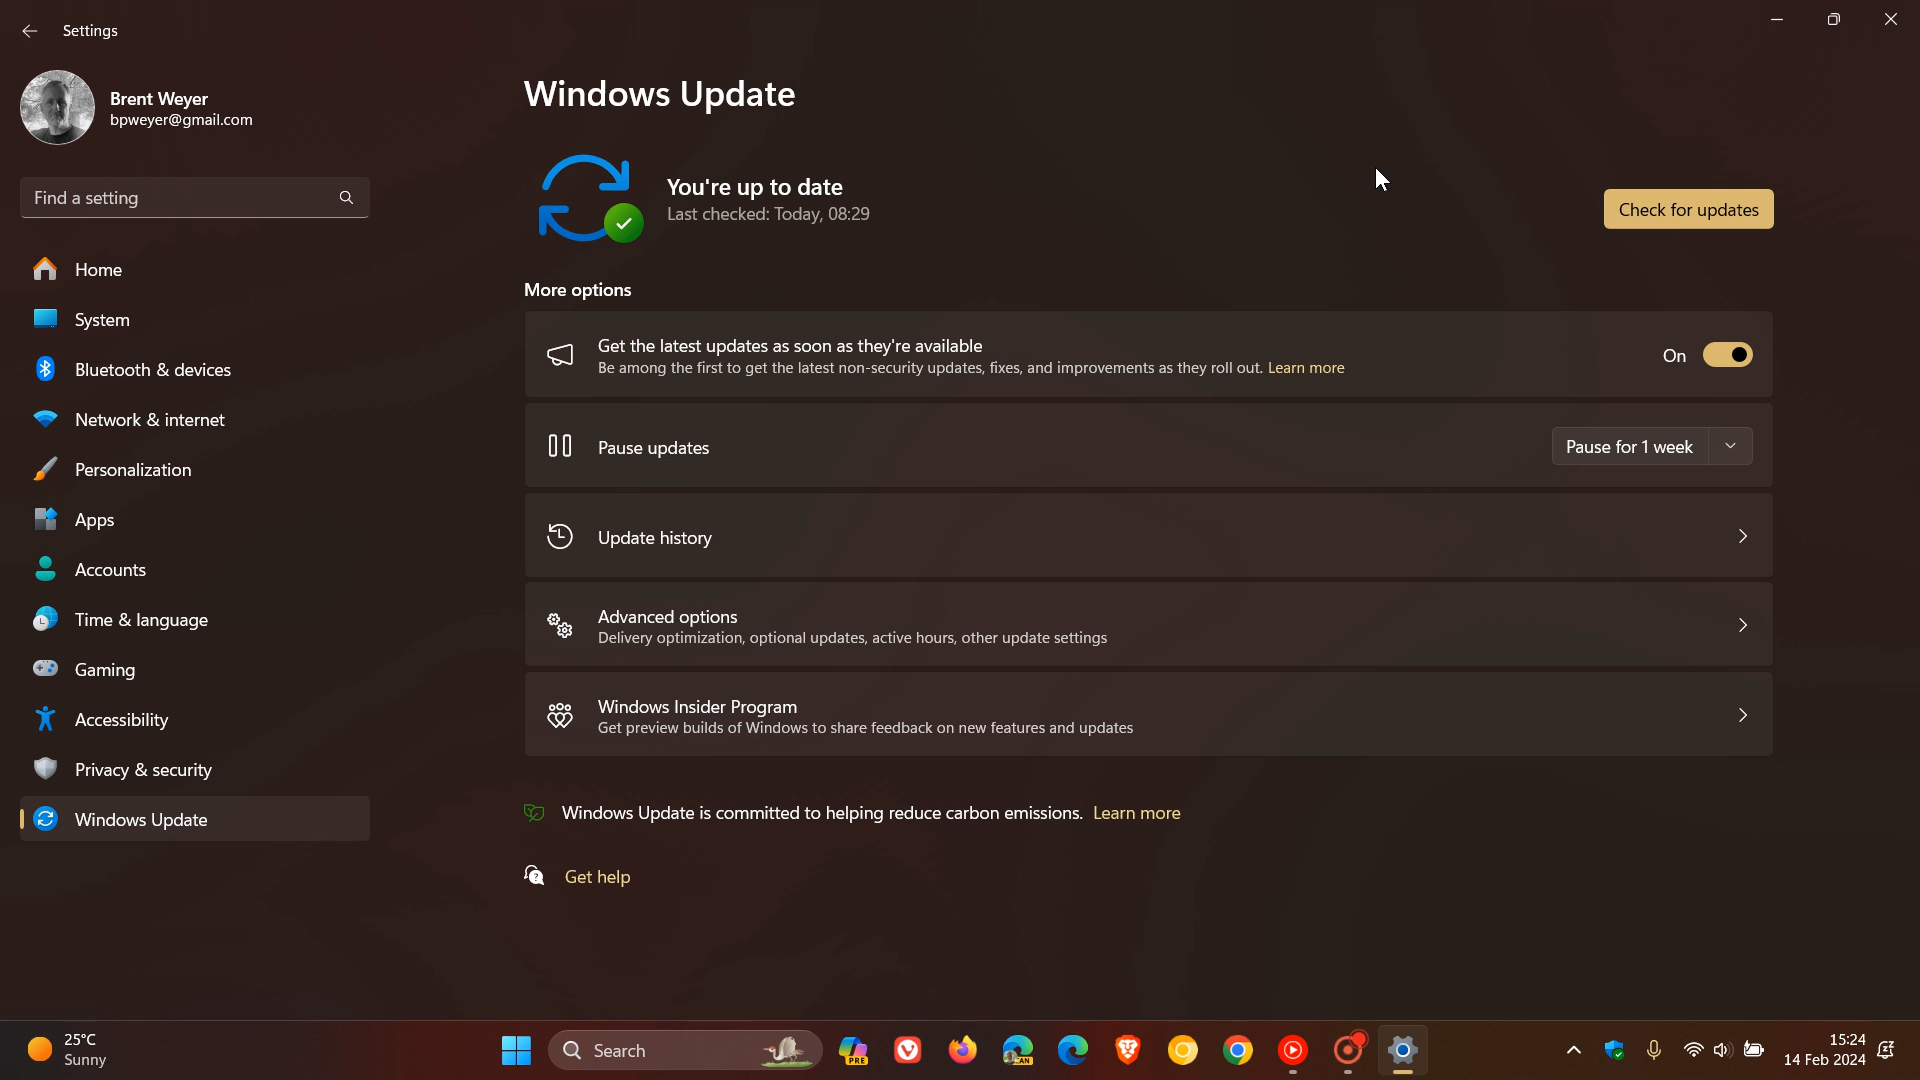 Settings
Brent Weyer
bpweyer@gmail.com
Find a setting
Home
System
Bluetooth & devices
Network & internet
Personalization
Apps
Accounts
Time & language
Gaming
Accessibility
Privacy & security
Windows Update
Windows Update
You're up to date
Last checked: Today, 08:29
Check for updates
More options
Get the latest updates as soon as they're available
Be among the first to get the latest non-security updates, fixes, and improvements as they roll out. Learn more
On
Pause updates
Pause for 1 week
Update history
Advanced options
Delivery optimization, optional updates, active hours, other update settings
Windows Insider Program
Get preview builds of Windows to share feedback on new features and updates
Windows Update is committed to helping reduce carbon emissions. Learn more
Get help
25°C
Sunny
Search
PRE
CAN
15:24
14 Feb 2024